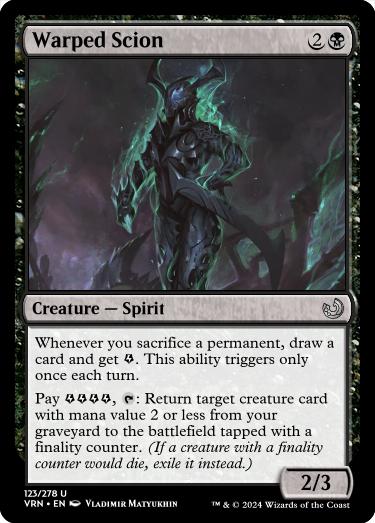 Warped Scion 2
Creature — Spirit
Whenever you sacrifice a permanent, draw a
card and get . This ability triggers only
once each turn.
Pay , : Return target creature card
with mana value 2 or less from your
graveyard to the battlefield tapped with a
finality counter. (If a creature with a finality
counter would die, exile it instead.)
2/3
123/278 U
VRN • EN Vladimir Matyukhin
™ & © 2024 Wizards of the Coast